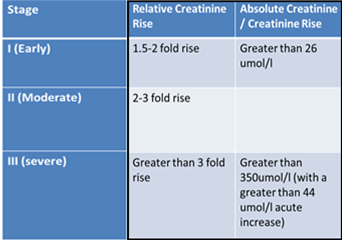 Stage
Relative Creatinine
Rise
Absolute Creatinine
/ Creatinine Rise
I (Early)
1.5-2 fold rise
Greater than 26
umol/l
II (Moderate)
2-3 fold rise
III (severe)
Greater than 3 fold
rise
Greater than
350umol/l (with a
greater than 44
umol/l acute
increase)